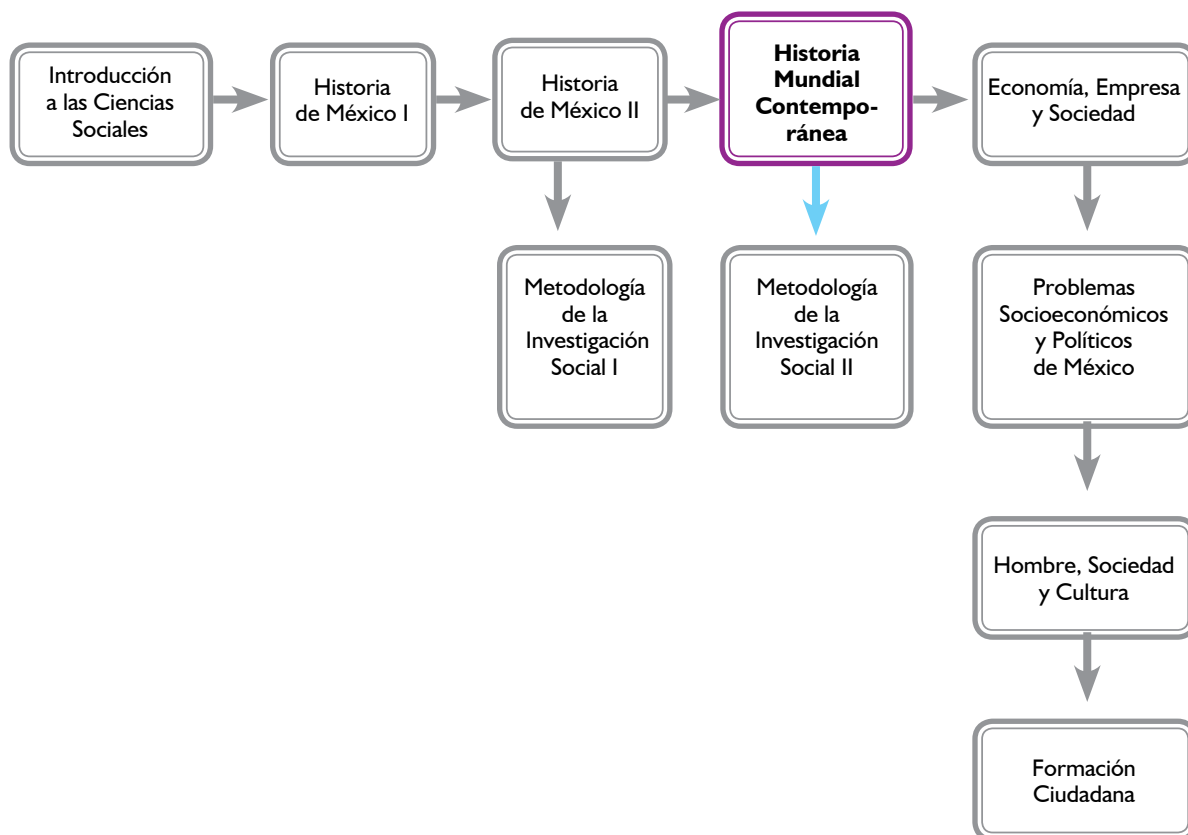 Introducción
a las Ciencias
Sociales
Historia
de México I
Historia
de México II
Historia
Mundial
Contempo-
ránea
Economía, Empresa
y Sociedad
Metodología
de la
Investigación
Social I
Metodología
de la
Investigación
Social II
Problemas
Socioeconómicos
y Políticos
de México
Hombre, Sociedad
y Cultura
Formación
Ciudadana